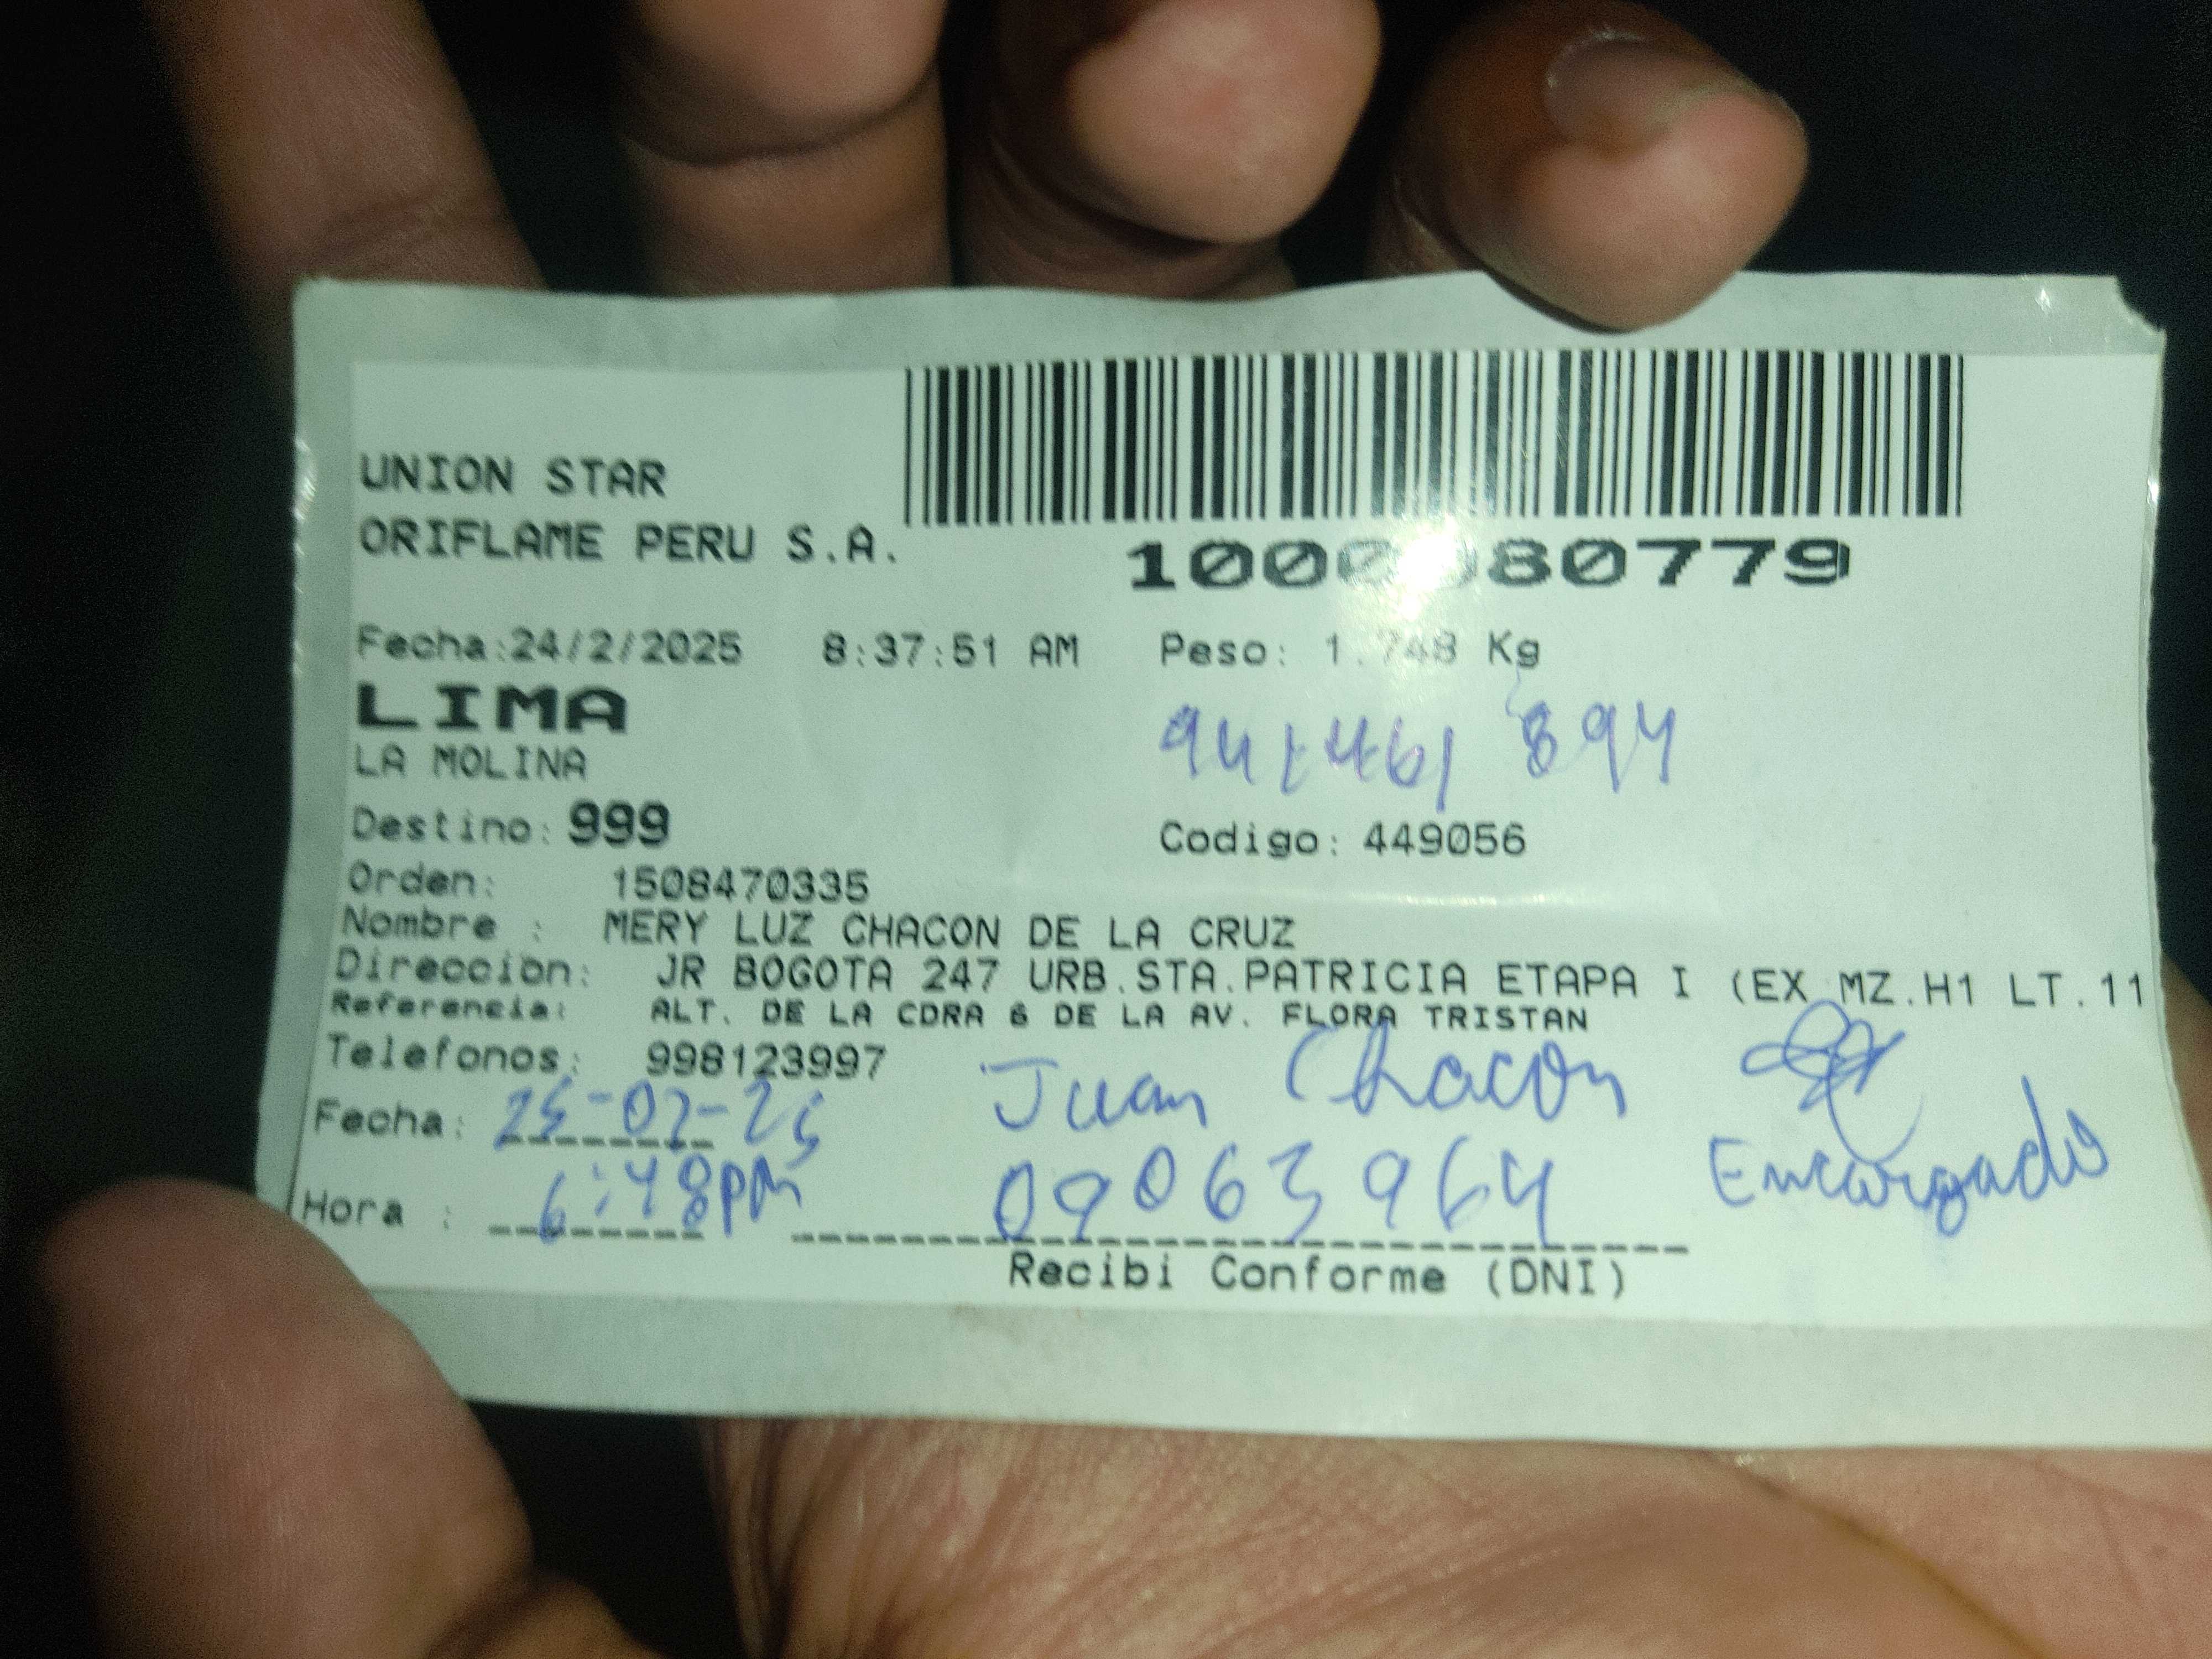 UNION STAR
ORIFLAME PERU S.A.
Fecha:24/2/2025 8:37:51 AM Peso: 1.748 Kg
LIMA
LA MOLINA
Destino: 999 Codigo: 449056
Orden: 1508470335
Nombre : MERY LUZ CHACON DE LA CRUZ
Direccion: JR BOGOTA 247 URB.STA.PATRICIA ETAPA I (EX MZ.H1 LT.11
Referencia: ALT. DE LA CDRA 6 DE LA AV. FLORA TRISTAN
Telefonos: 998123997 Juan Chacon
Fecha: 25-02-25 Encargado
Hora : 6:48pm 09063964
Recibi Conforme (DNI)